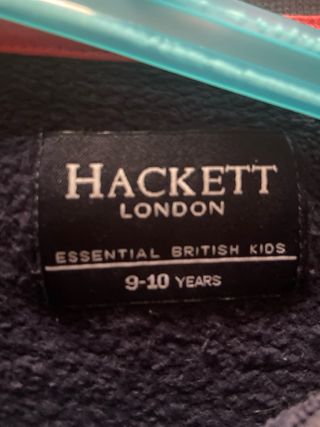 HACKETT
LONDON
ESSENTIAL BRITISH KIDS
9-10 YEARS